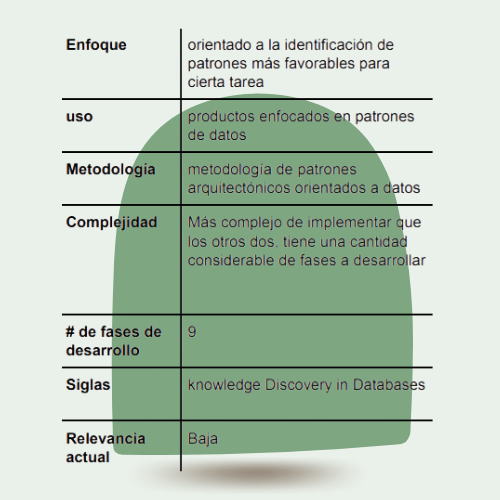 Enfoque orientado a la identificación de
patrones más favorables para
cierta tarea
uso productos enfocados en patrones
de datos
Metodología metodología de patrones
arquitectónicos orientados a datos
Complejidad Más complejo de implementar que
los otros dos, tiene una cantidad
considerable de fases a desarrollar
# de fases de 9
desarrollo
Siglas knowledge Discovery in Databases
Relevancia Baja
actual